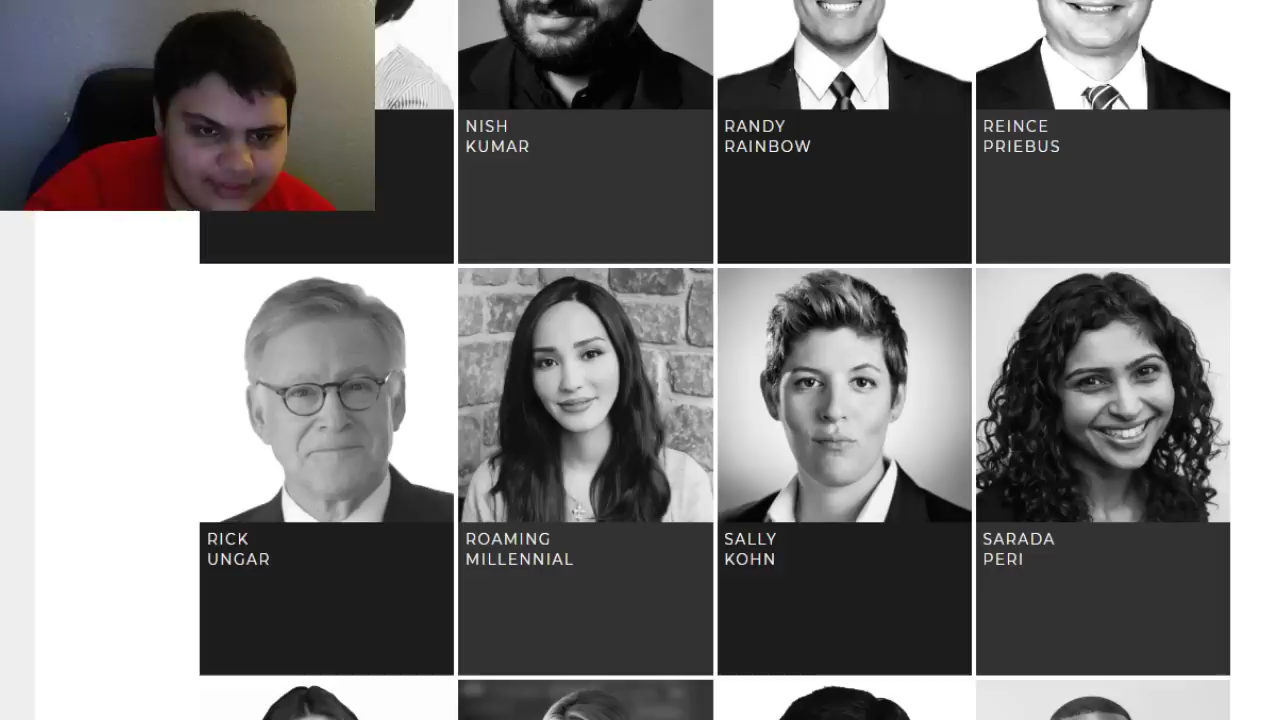 NISH
KUMAR
RANDY
RAINBOW
REINCE
PRIEBUS
RICK
UNGAR
ROAMING
MILLENNIAL
SALLY
KOHN
SARADA
PERI